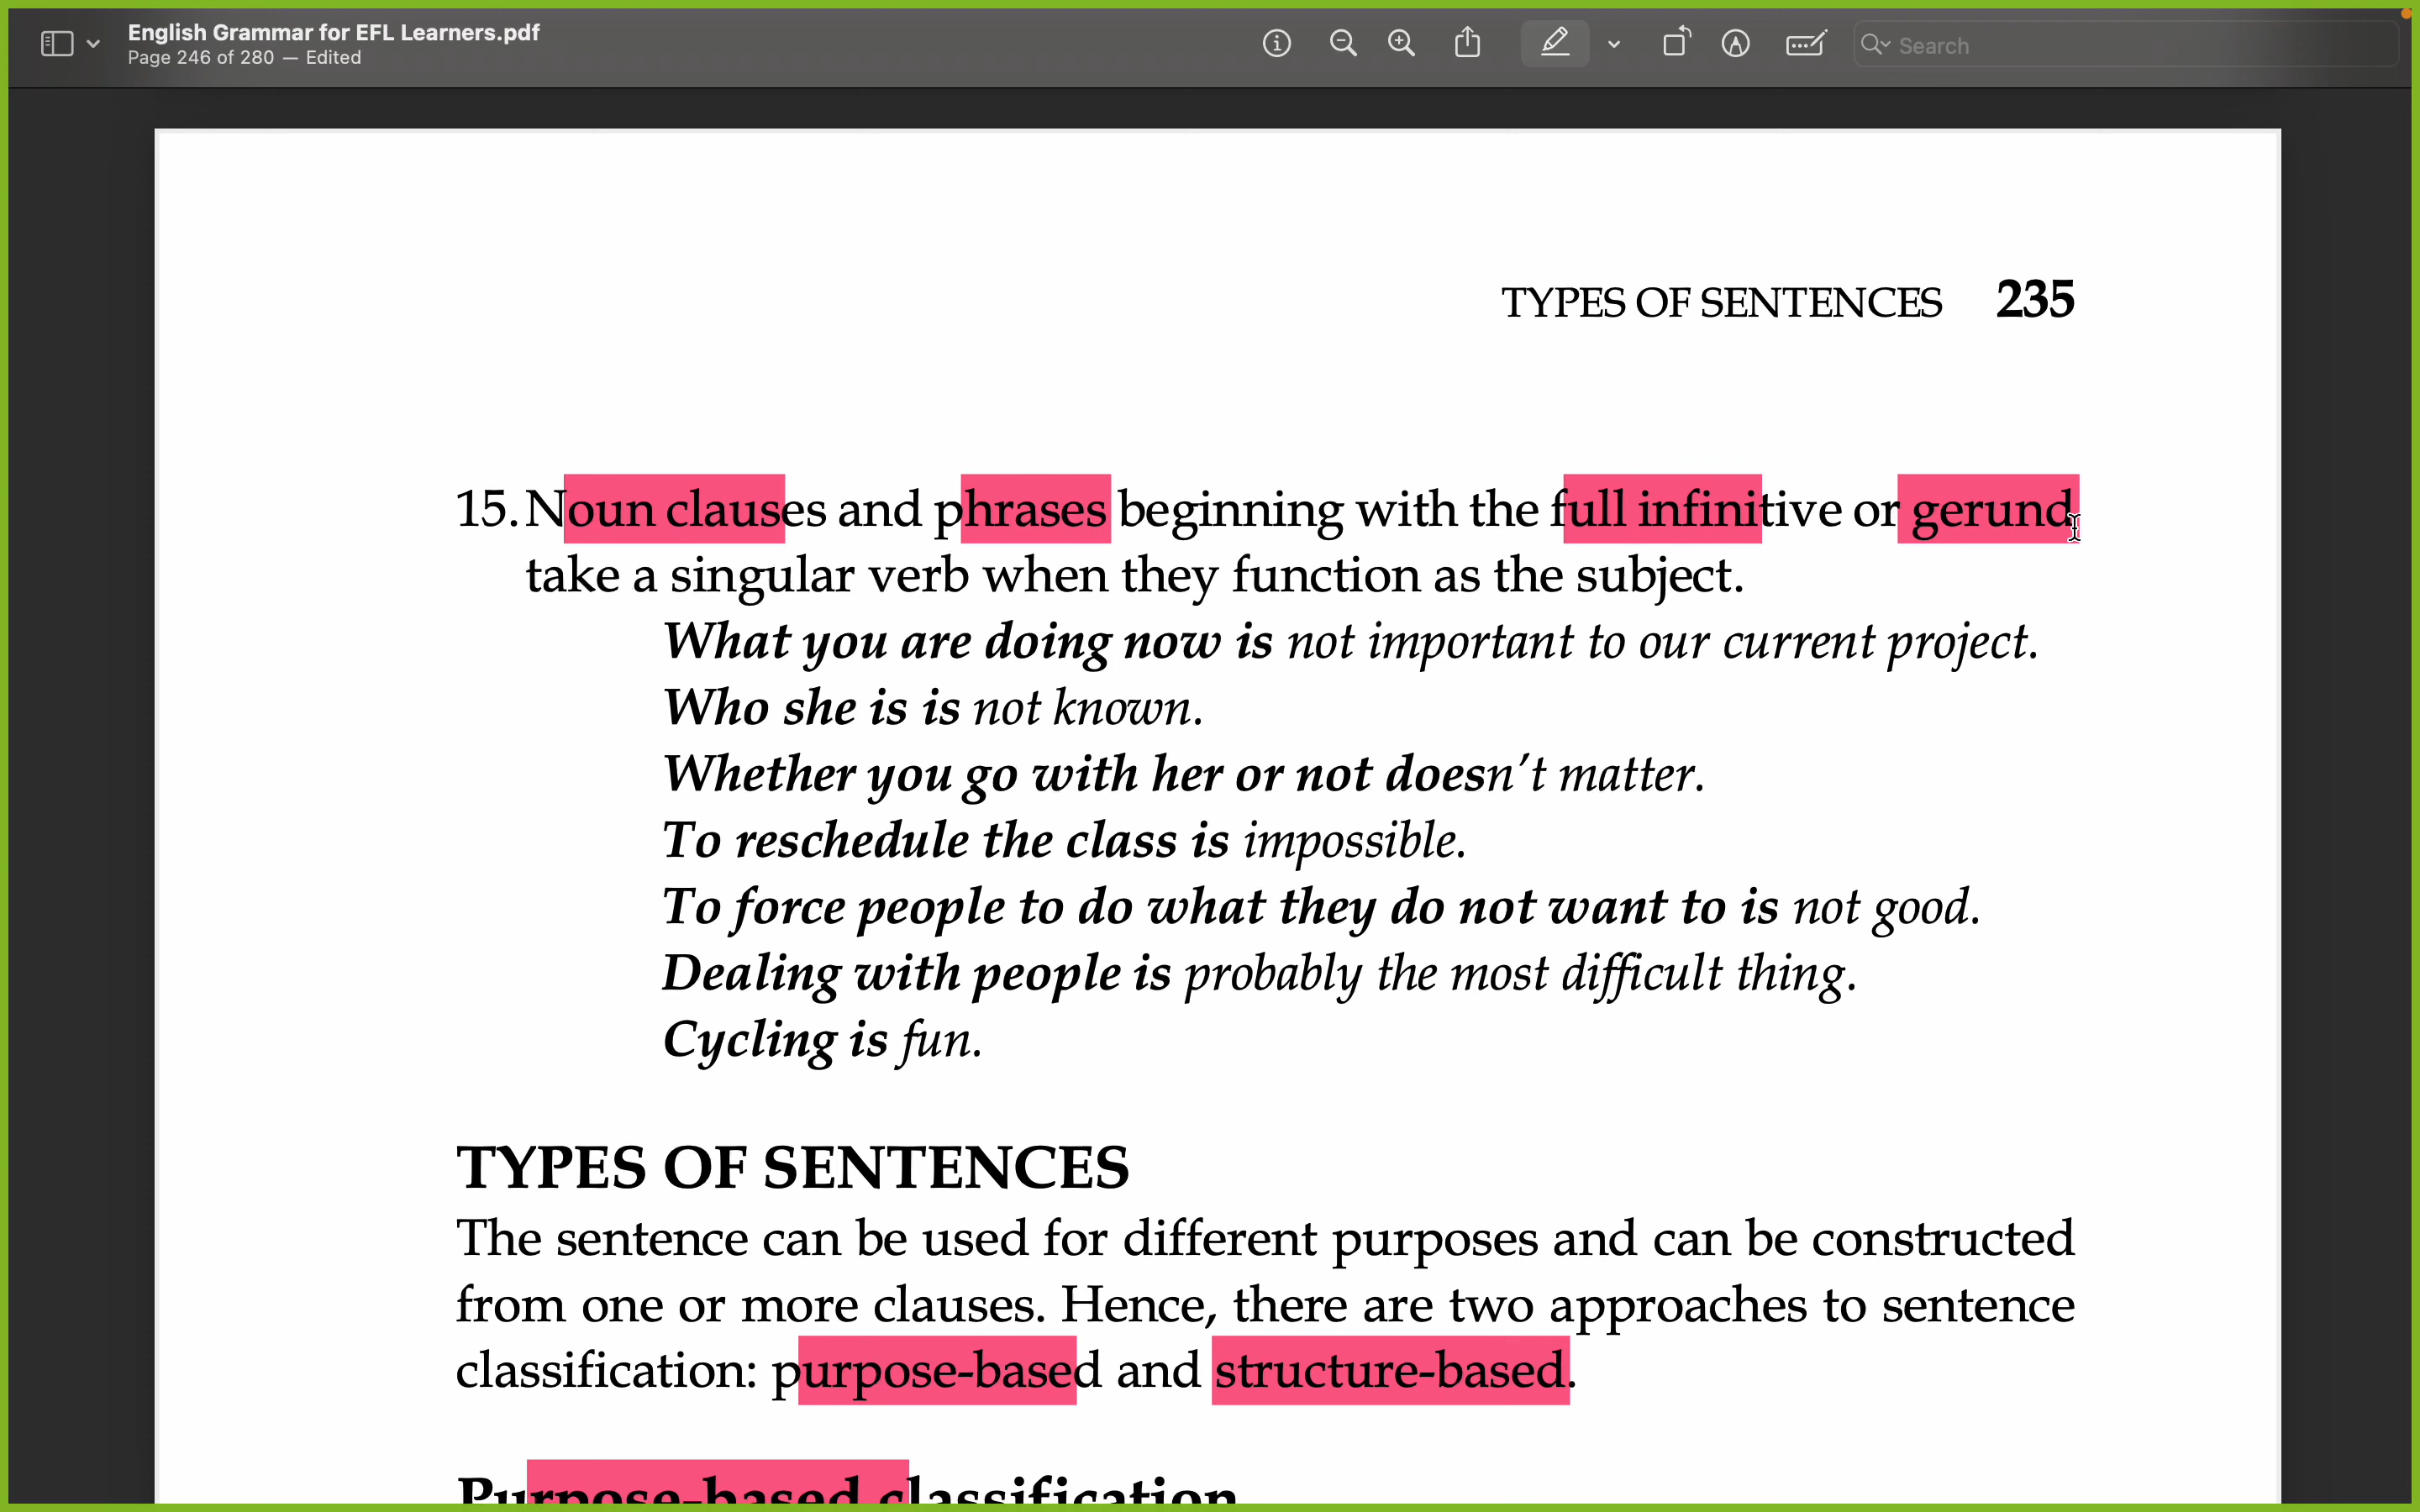 English Grammar for EFL Learners.pdf
Page 246 of 280 — Edited
Search
TYPES OF SENTENCES 235
15. Noun clauses and phrases beginning with the full infinitive or gerund
take a singular verb when they function as the subject.
What you are doing now is not important to our current project.
Who she is is not known.
Whether you go with her or not doesn't matter.
To reschedule the class is impossible.
To force people to do what they do not want to is not good.
Dealing with people is probably the most difficult thing.
Cycling is fun.
TYPES OF SENTENCES
The sentence can be used for different purposes and can be constructed
from one or more clauses. Hence, there are two approaches to sentence
classification: purpose-based and structure-based.
Purpose-based classification